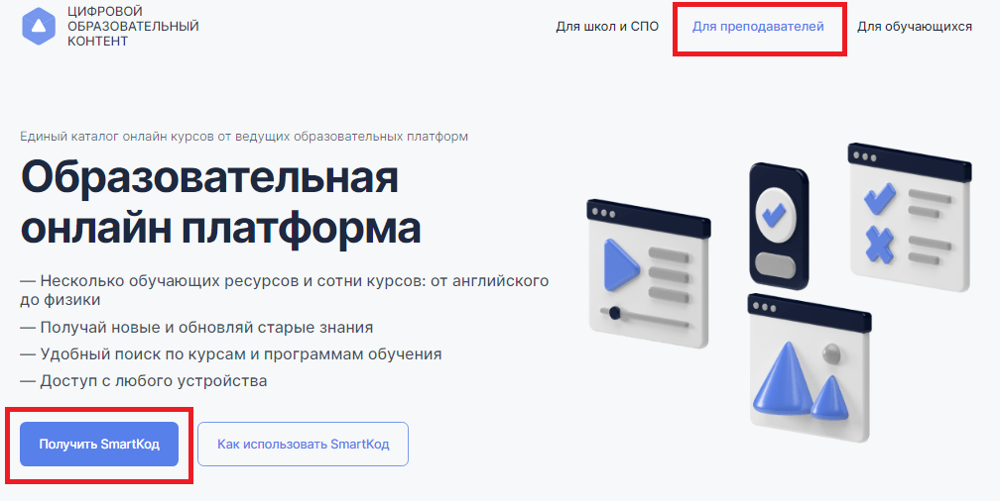 ЦИФРОВОЙ
ОБРАЗОВАТЕЛЬНЫЙ
КОНТЕНТ
Для школ и СПО
Для преподавателей
Для обучающихся
Единый каталог онлайн курсов от ведущих образовательных платформ
Образовательная
онлайн платформа
— Несколько обучающих ресурсов и сотни курсов: от английского
до физики
— Получай новые и обновляй старые знания
— Удобный поиск по курсам и программам обучения
— Доступ с любого устройства
Получить SmartКод
Как использовать SmartКод